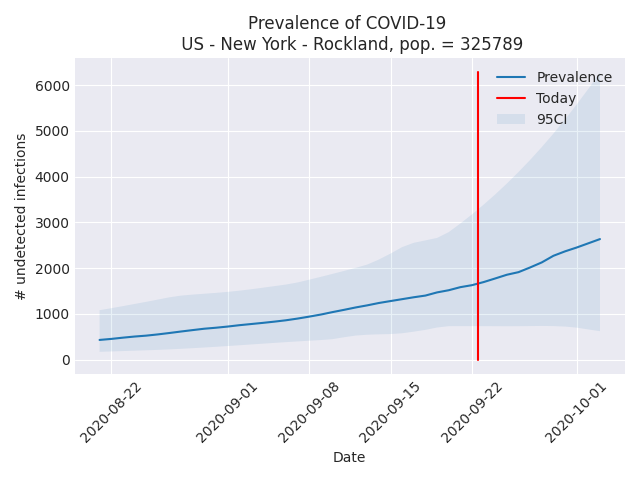 Prevalence of COVID-19
US - New York - Rockland, pop. = 325789
Prevalence
Today
95CI
6000
5000
4000
3000
2000
1000
0
# undetected infections
2020-08-22
2020-09-01
2020-09-08
2020-09-15
2020-09-22
2020-10-01
Date